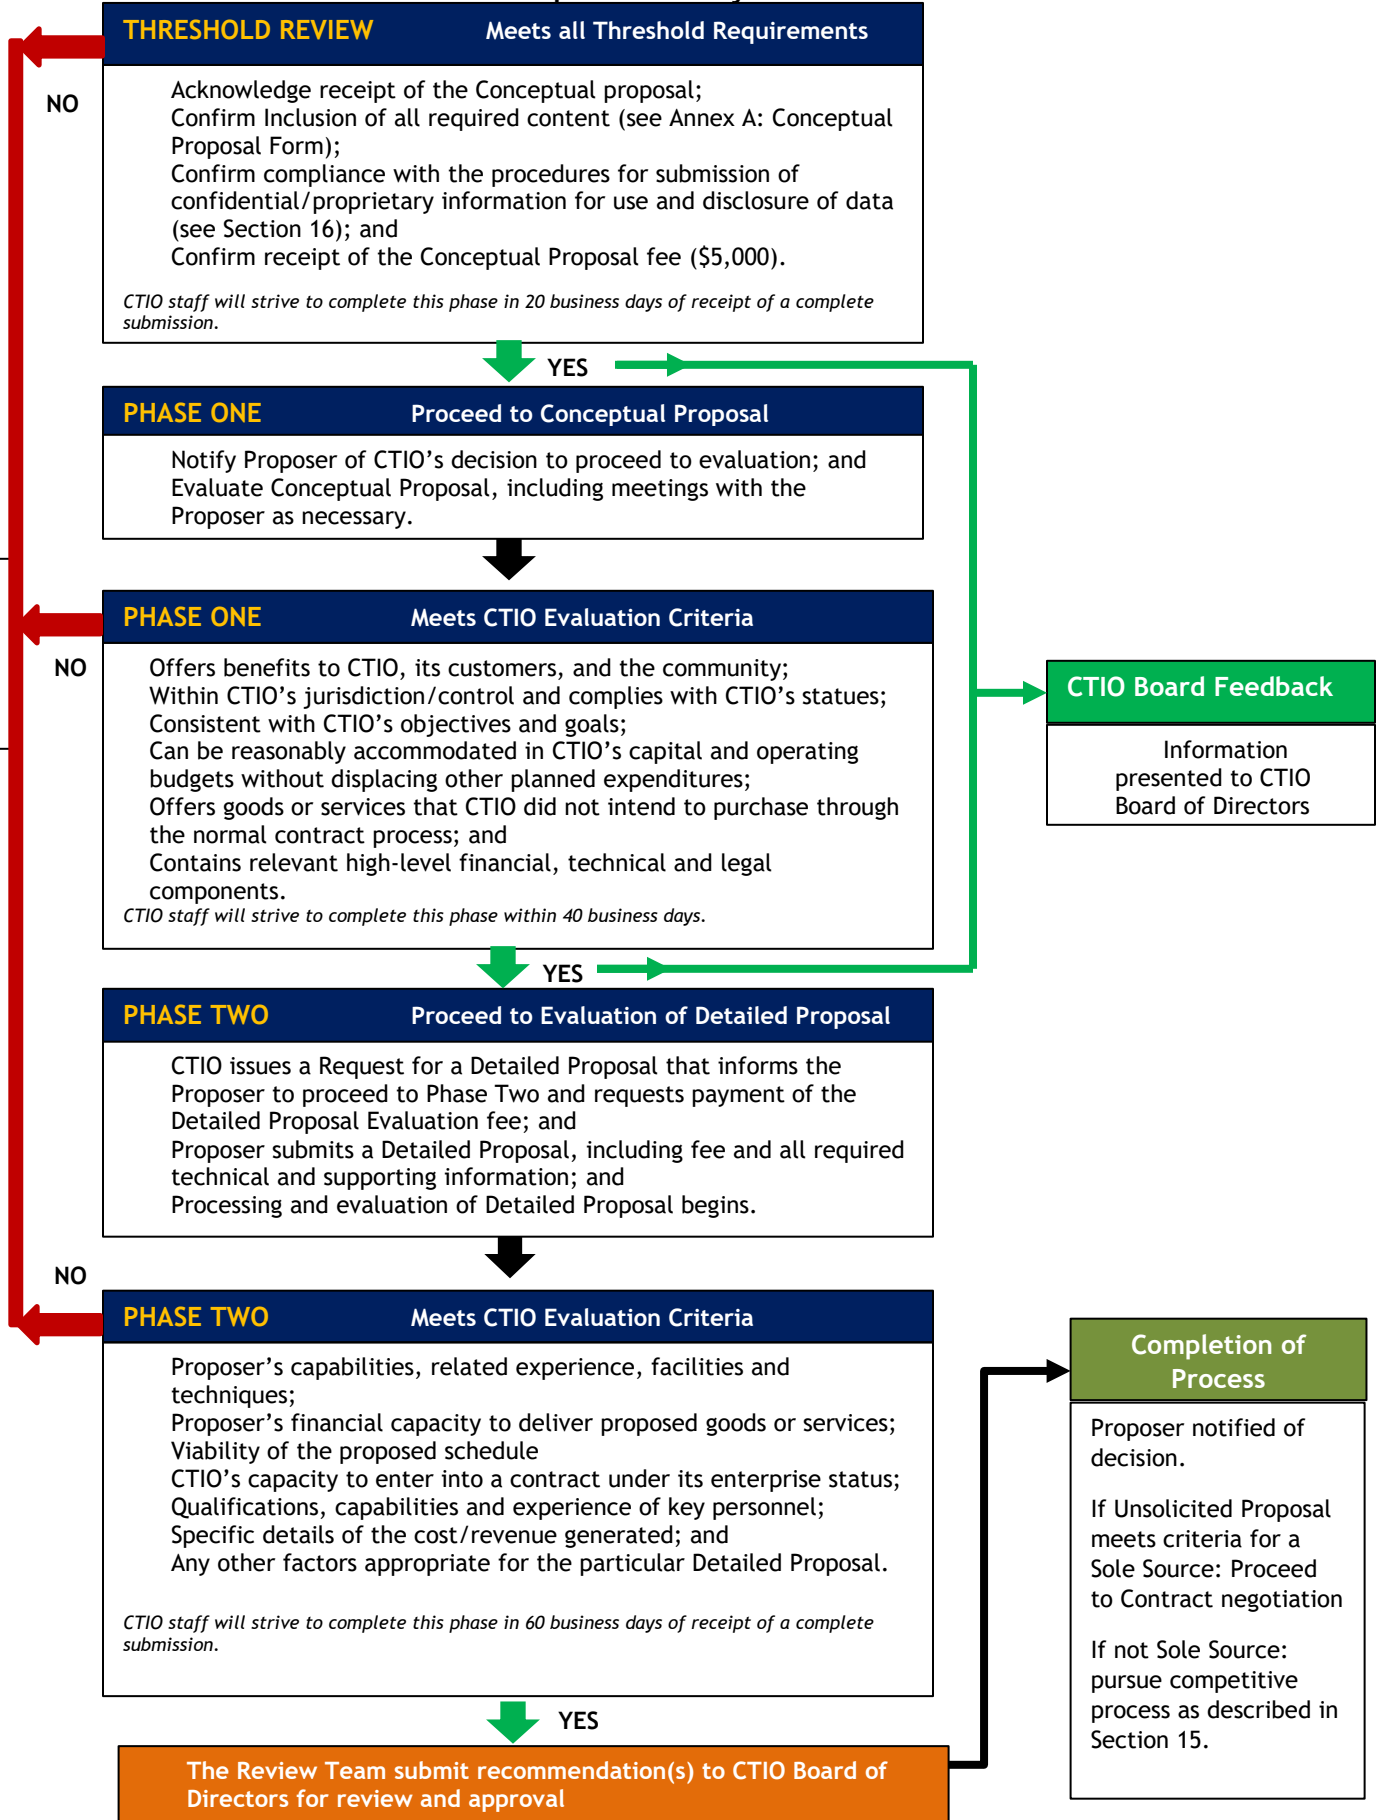 THRESHOLD REVIEW Meets all Threshold Requirements
NO
Acknowledge receipt of the Conceptual proposal;
Confirm Inclusion of all required content (see Annex A: Conceptual
Proposal Form);
Confirm compliance with the procedures for submission of
confidential/proprietary information for use and disclosure of data
(see Section 16); and
Confirm receipt of the Conceptual Proposal fee ($5,000).
CTIO staff will strive to complete this phase in 20 business days of receipt of a complete
submission.
YES
PHASE ONE Proceed to Conceptual Proposal
Notify Proposer of CTIO’s decision to proceed to evaluation; and
Evaluate Conceptual Proposal, including meetings with the
Proposer as necessary.
PHASE ONE Meets CTIO Evaluation Criteria
NO
Offers benefits to CTIO, its customers, and the community;
Within CTIO’s jurisdiction/control and complies with CTIO’s statues;
Consistent with CTIO’s objectives and goals;
Can be reasonably accommodated in CTIO’s capital and operating
budgets without displacing other planned expenditures;
Offers goods or services that CTIO did not intend to purchase through
the normal contract process; and
Contains relevant high-level financial, technical and legal
components.
CTIO staff will strive to complete this phase within 40 business days.
CTIO Board Feedback
Information
presented to CTIO
Board of Directors
YES
PHASE TWO Proceed to Evaluation of Detailed Proposal
CTIO issues a Request for a Detailed Proposal that informs the
Proposer to proceed to Phase Two and requests payment of the
Detailed Proposal Evaluation fee; and
Proposer submits a Detailed Proposal, including fee and all required
technical and supporting information; and
Processing and evaluation of Detailed Proposal begins.
NO
PHASE TWO Meets CTIO Evaluation Criteria
Proposer’s capabilities, related experience, facilities and
techniques;
Proposer’s financial capacity to deliver proposed goods or services;
Viability of the proposed schedule
CTIO’s capacity to enter into a contract under its enterprise status;
Qualifications, capabilities and experience of key personnel;
Specific details of the cost/revenue generated; and
Any other factors appropriate for the particular Detailed Proposal.
CTIO staff will strive to complete this phase in 60 business days of receipt of a complete
submission.
YES
The Review Team submit recommendation(s) to CTIO Board of
Directors for review and approval
Completion of
Process
Proposer notified of
decision.
If Unsolicited Proposal
meets criteria for a
Sole Source: Proceed
to Contract negotiation
If not Sole Source:
pursue competitive
process as described in
Section 15.